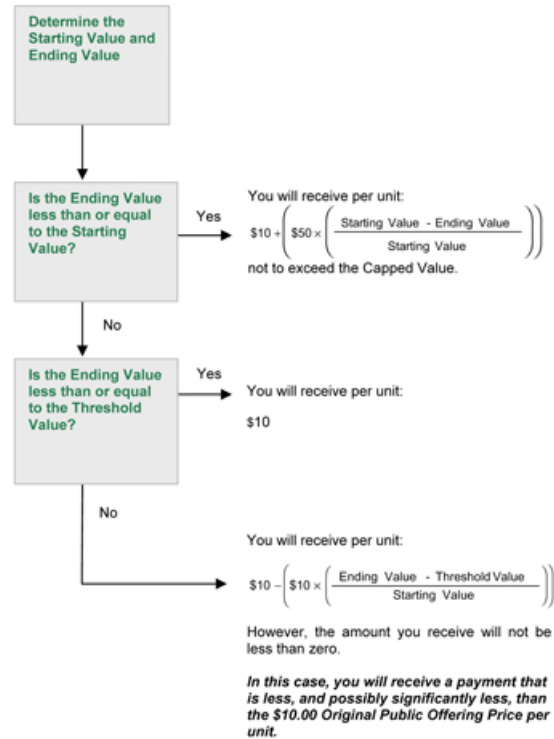 Determine the
Starting Value and
Ending Value
Is the Ending Value
less than or equal
to the Starting
Value?
Yes
You will receive per unit:
$10 + ( $50 × ( Starting Value - Ending Value
Starting Value ) )
not to exceed the Capped Value.
No
Is the Ending Value
less than or equal
to the Threshold
Value?
Yes
You will receive per unit:
$10
No
You will receive per unit:
$10 – ( $10 × ( Ending Value - Threshold Value
Starting Value ) )
However, the amount you receive will not be
less than zero.
In this case, you will receive a payment that
is less, and possibly significantly less, than
the $10.00 Original Public Offering Price per
unit.